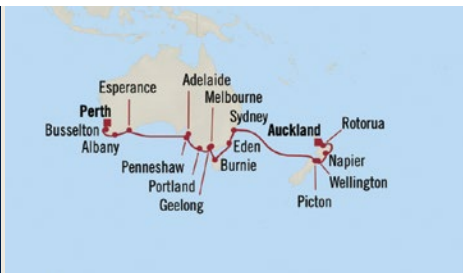 Esperance
Adelaide
Melbourne
Perth
Sydney
Busselton
Auckland
Rotorua
Albany
Eden
Napier
Penneshaw
Burnie
Wellington
Portland
Picton
Geelong